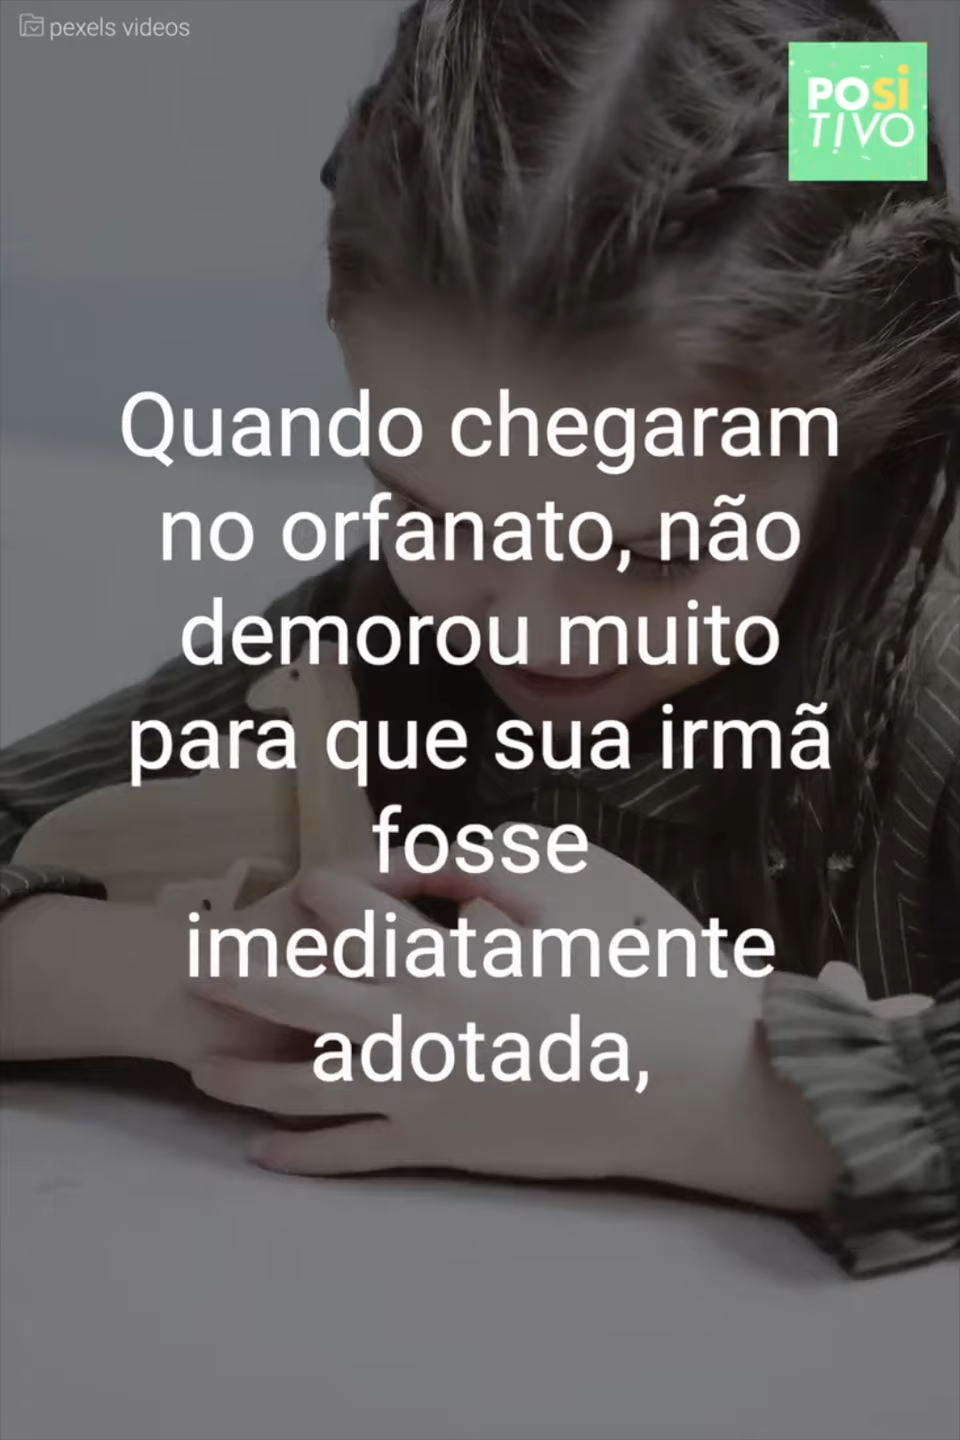 pexels videos
POSI
TIVO
Quando chegaram
no orfanato, não
demorou muito
para que sua irmã
fosse
imediatamente
adotada,